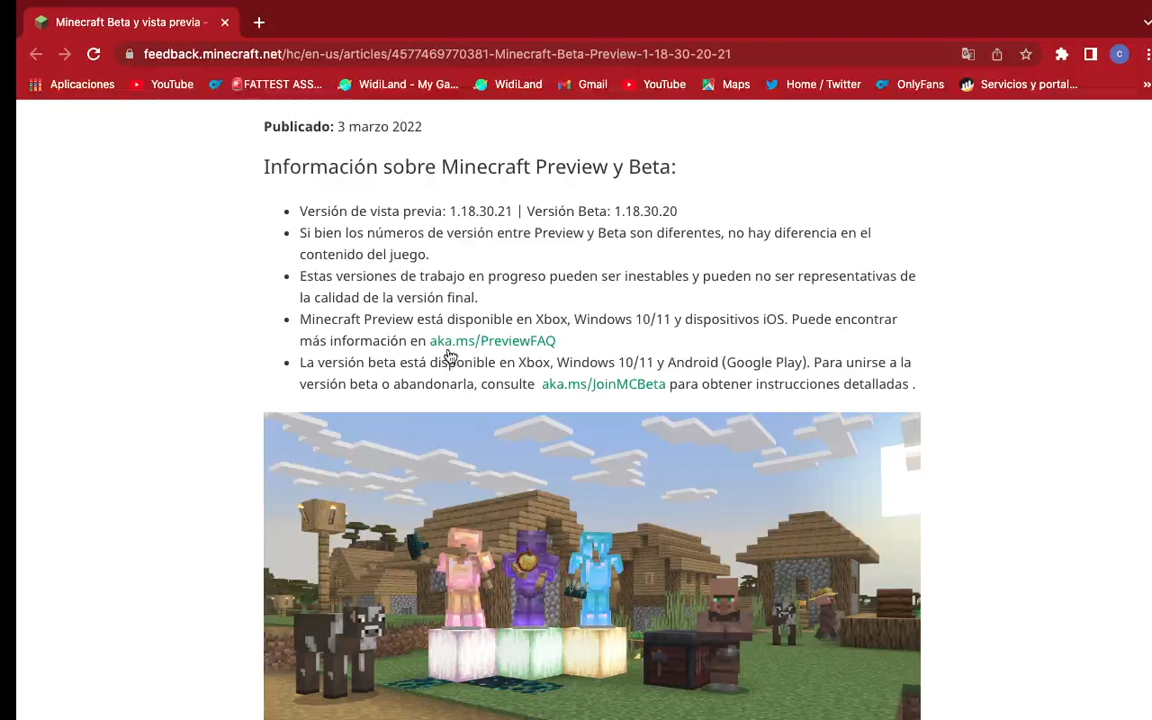 Minecraft Beta y vista previa -
feedback.minecraft.net/hc/en-us/articles/4577469770381-Minecraft-Beta-Preview-1-18-30-20-21
C
Aplicaciones YouTube FATTEST ASS... WidiLand - My Ga... WidiLand Gmail YouTube Maps Home / Twitter OnlyFans Servicios y portal... »
Publicado: 3 marzo 2022
Información sobre Minecraft Preview y Beta:
• Versión de vista previa: 1.18.30.21 | Versión Beta: 1.18.30.20
• Si bien los números de versión entre Preview y Beta son diferentes, no hay diferencia en el
contenido del juego.
• Estas versiones de trabajo en progreso pueden ser inestables y pueden no ser representativas de
la calidad de la versión final.
• Minecraft Preview está disponible en Xbox, Windows 10/11 y dispositivos iOS. Puede encontrar
más información en aka.ms/PreviewFAQ
• La versión beta está disponible en Xbox, Windows 10/11 y Android (Google Play). Para unirse a la
versión beta o abandonarla, consulte aka.ms/JoinMCBeta para obtener instrucciones detalladas .